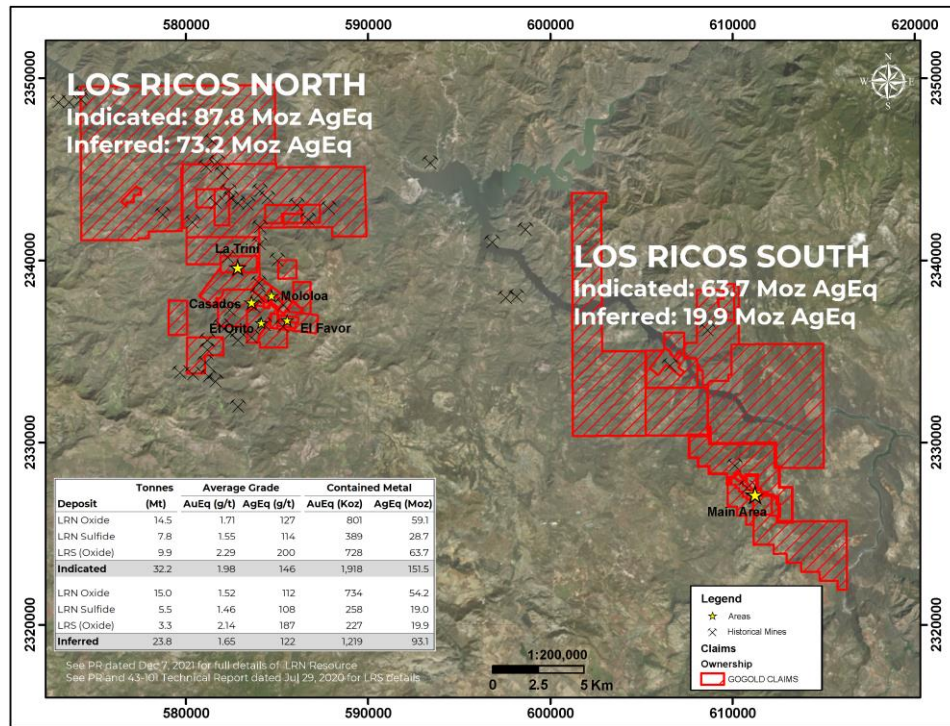 580000 590000 600000 610000 620000
2350000 2350000
LOS RICOS NORTH
Indicated: 87.8 Moz AgEq
Inferred: 73.2 Moz AgEq
N
W E
S
2340000 2340000
La Trini
Mololoa
Casados
El Orito
El Favor
LOS RICOS SOUTH
Indicated: 63.7 Moz AgEq
Inferred: 19.9 Moz AgEq
2330000 2330000
Main Area
Tonnes Average Grade Contained Metal
Deposit (Mt) AuEq (g/t) AgEq (g/t) AuEq (Koz) AgEq (Moz)
LRN Oxide 14.5 1.71 127 801 59.1
LRN Sulfide 7.8 1.55 114 389 28.7
LRS (Oxide) 9.9 2.29 200 728 63.7
Indicated 32.2 1.98 146 1,918 151.5
LRN Oxide 15.0 1.52 112 734 54.2
LRN Sulfide 5.5 1.46 108 258 19.0
LRS (Oxide) 3.3 2.14 187 227 19.9
Inferred 23.8 1.65 122 1,219 93.1
See PR dated Dec 7, 2021 for full details of LRN Resource
See PR and 43-101 Technical Report dated Jul 29, 2020 for LRS details
2320000 2320000
1:200,000
0 2.5 5 Km
Legend
Areas
Historical Mines
Claims
Ownership
GOGOLD CLAIMS
580000 590000 600000 610000